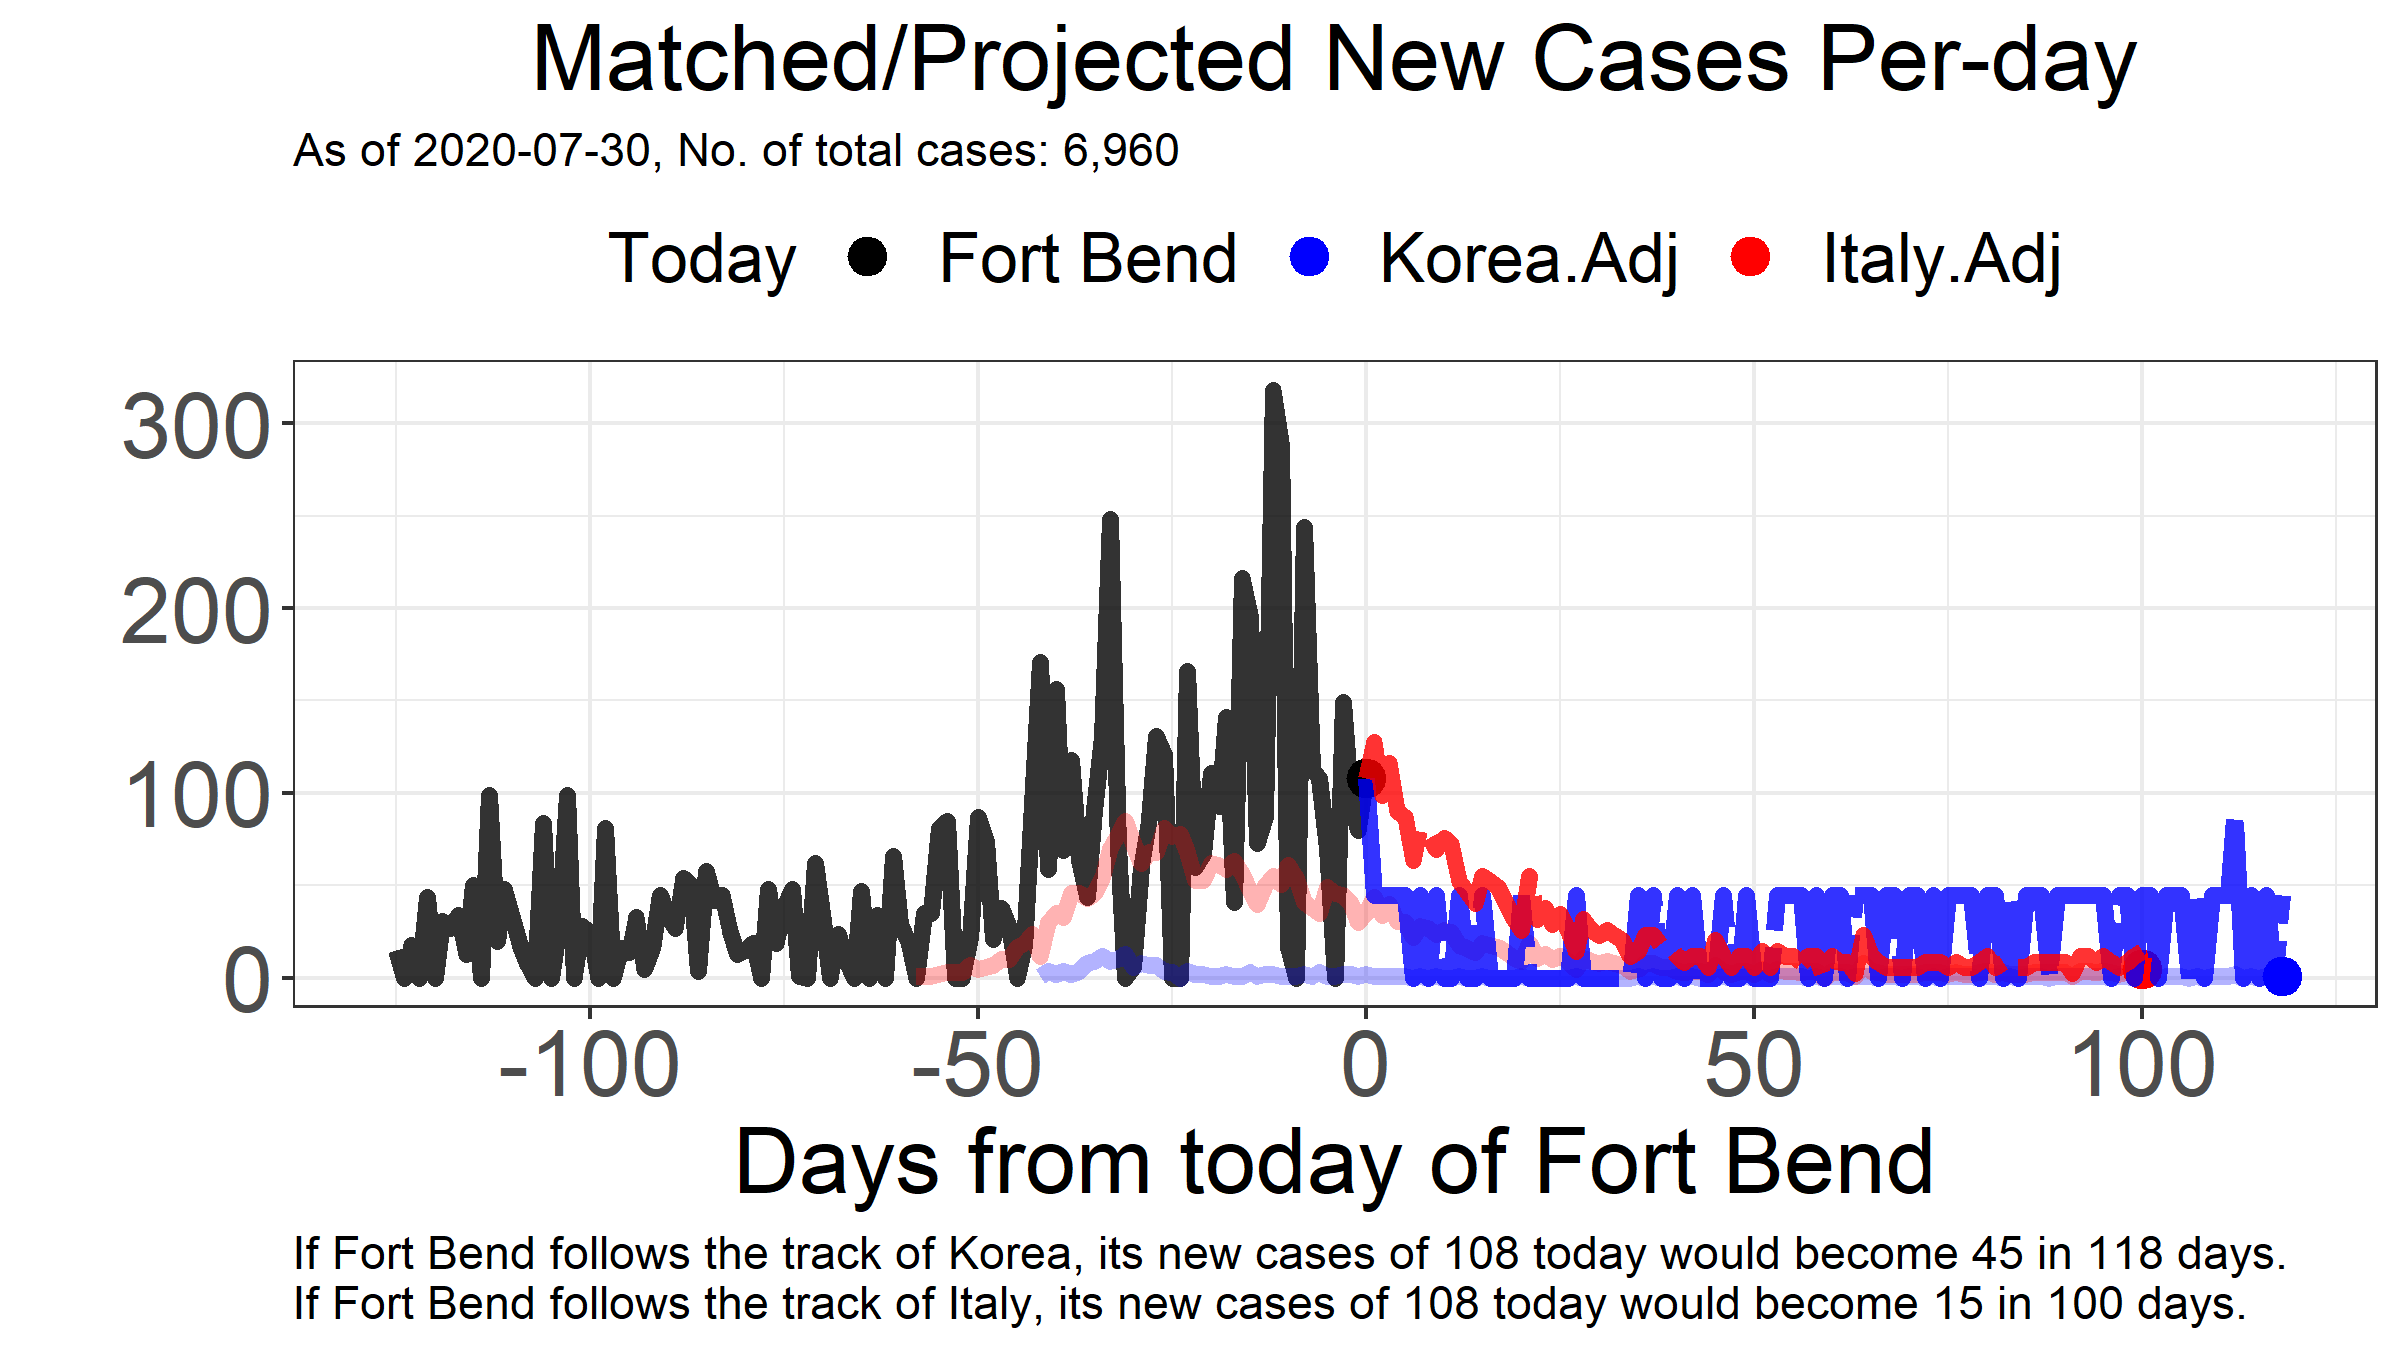 Matched/Projected New Cases Per-day
As of 2020-07-30, No. of total cases: 6,960
Today Fort Bend Korea.Adj Italy.Adj
300
200
100
0
-100 -50 0 50 100
Days from today of Fort Bend
If Fort Bend follows the track of Korea, its new cases of 108 today would become 45 in 118 days.
If Fort Bend follows the track of Italy, its new cases of 108 today would become 15 in 100 days.